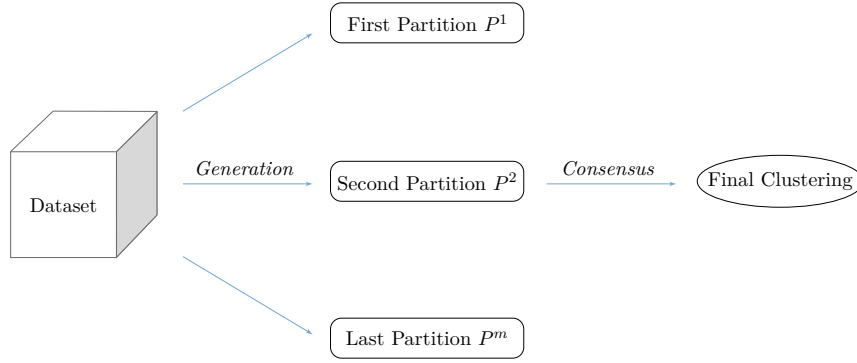 First Partition P¹
Generation
Consensus
Dataset
Second Partition P²
Final Clustering
Last Partition Pᵐ